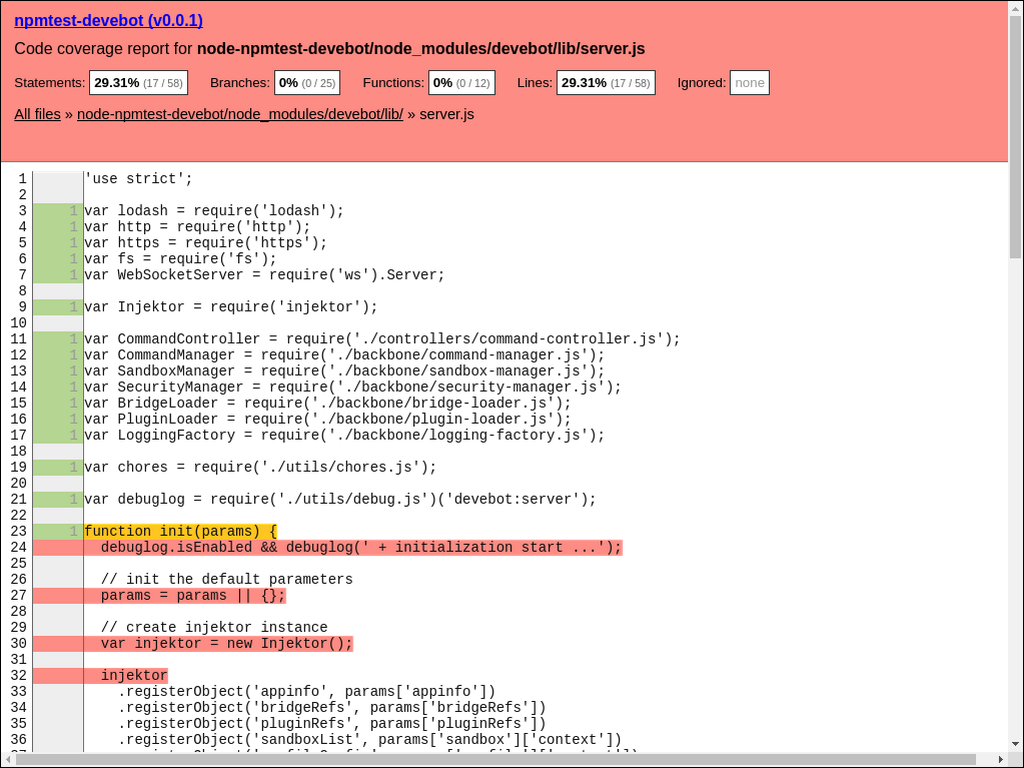 npmtest-devebot (v0.0.1)
Code coverage report for node-npmtest-devebot/node_modules/devebot/lib/server.js
Statements: 29.31% (17 / 58) Branches: 0% (0 / 25) Functions: 0% (0 / 12) Lines: 29.31% (17 / 58) Ignored: none
All files » node-npmtest-devebot/node_modules/devebot/lib/ » server.js
1 'use strict';
2
3 1 var lodash = require('lodash');
4 1 var http = require('http');
5 1 var https = require('https');
6 1 var fs = require('fs');
7 1 var WebSocketServer = require('ws').Server;
8
9 1 var Injektor = require('injektor');
10
11 1 var CommandController = require('./controllers/command-controller.js');
12 1 var CommandManager = require('./backbone/command-manager.js');
13 1 var SandboxManager = require('./backbone/sandbox-manager.js');
14 1 var SecurityManager = require('./backbone/security-manager.js');
15 1 var BridgeLoader = require('./backbone/bridge-loader.js');
16 1 var PluginLoader = require('./backbone/plugin-loader.js');
17 1 var LoggingFactory = require('./backbone/logging-factory.js');
18
19 1 var chores = require('./utils/chores.js');
20
21 1 var debuglog = require('./utils/debug.js')('devebot:server');
22
23 1 function init(params) {
24   debuglog.isEnabled && debuglog(' + initialization start ...');
25
26   // init the default parameters
27   params = params || {};
28
29   // create injektor instance
30   var injektor = new Injektor();
31
32   injektor
33     .registerObject('appinfo', params['appinfo'])
34     .registerObject('bridgeRefs', params['bridgeRefs'])
35     .registerObject('pluginRefs', params['pluginRefs'])
36     .registerObject('sandboxList', params['sandbox']['context'])